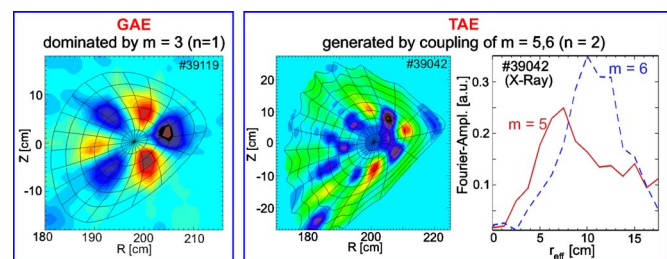 GAE
dominated by m = 3 (n=1)
#39119
Z [cm]
10
0
-10
180
190
200
210
R [cm]
TAE
generated by coupling of m = 5,6 (n = 2)
#39042
Z [cm]
20
10
0
-10
-20
160
180
200
220
R [cm]
#39042
(X-Ray)
m = 6
m = 5
Fourier-Ampl. [a.u.]
0.3
0.2
0.1
0
5
10
15
r_eff [cm]